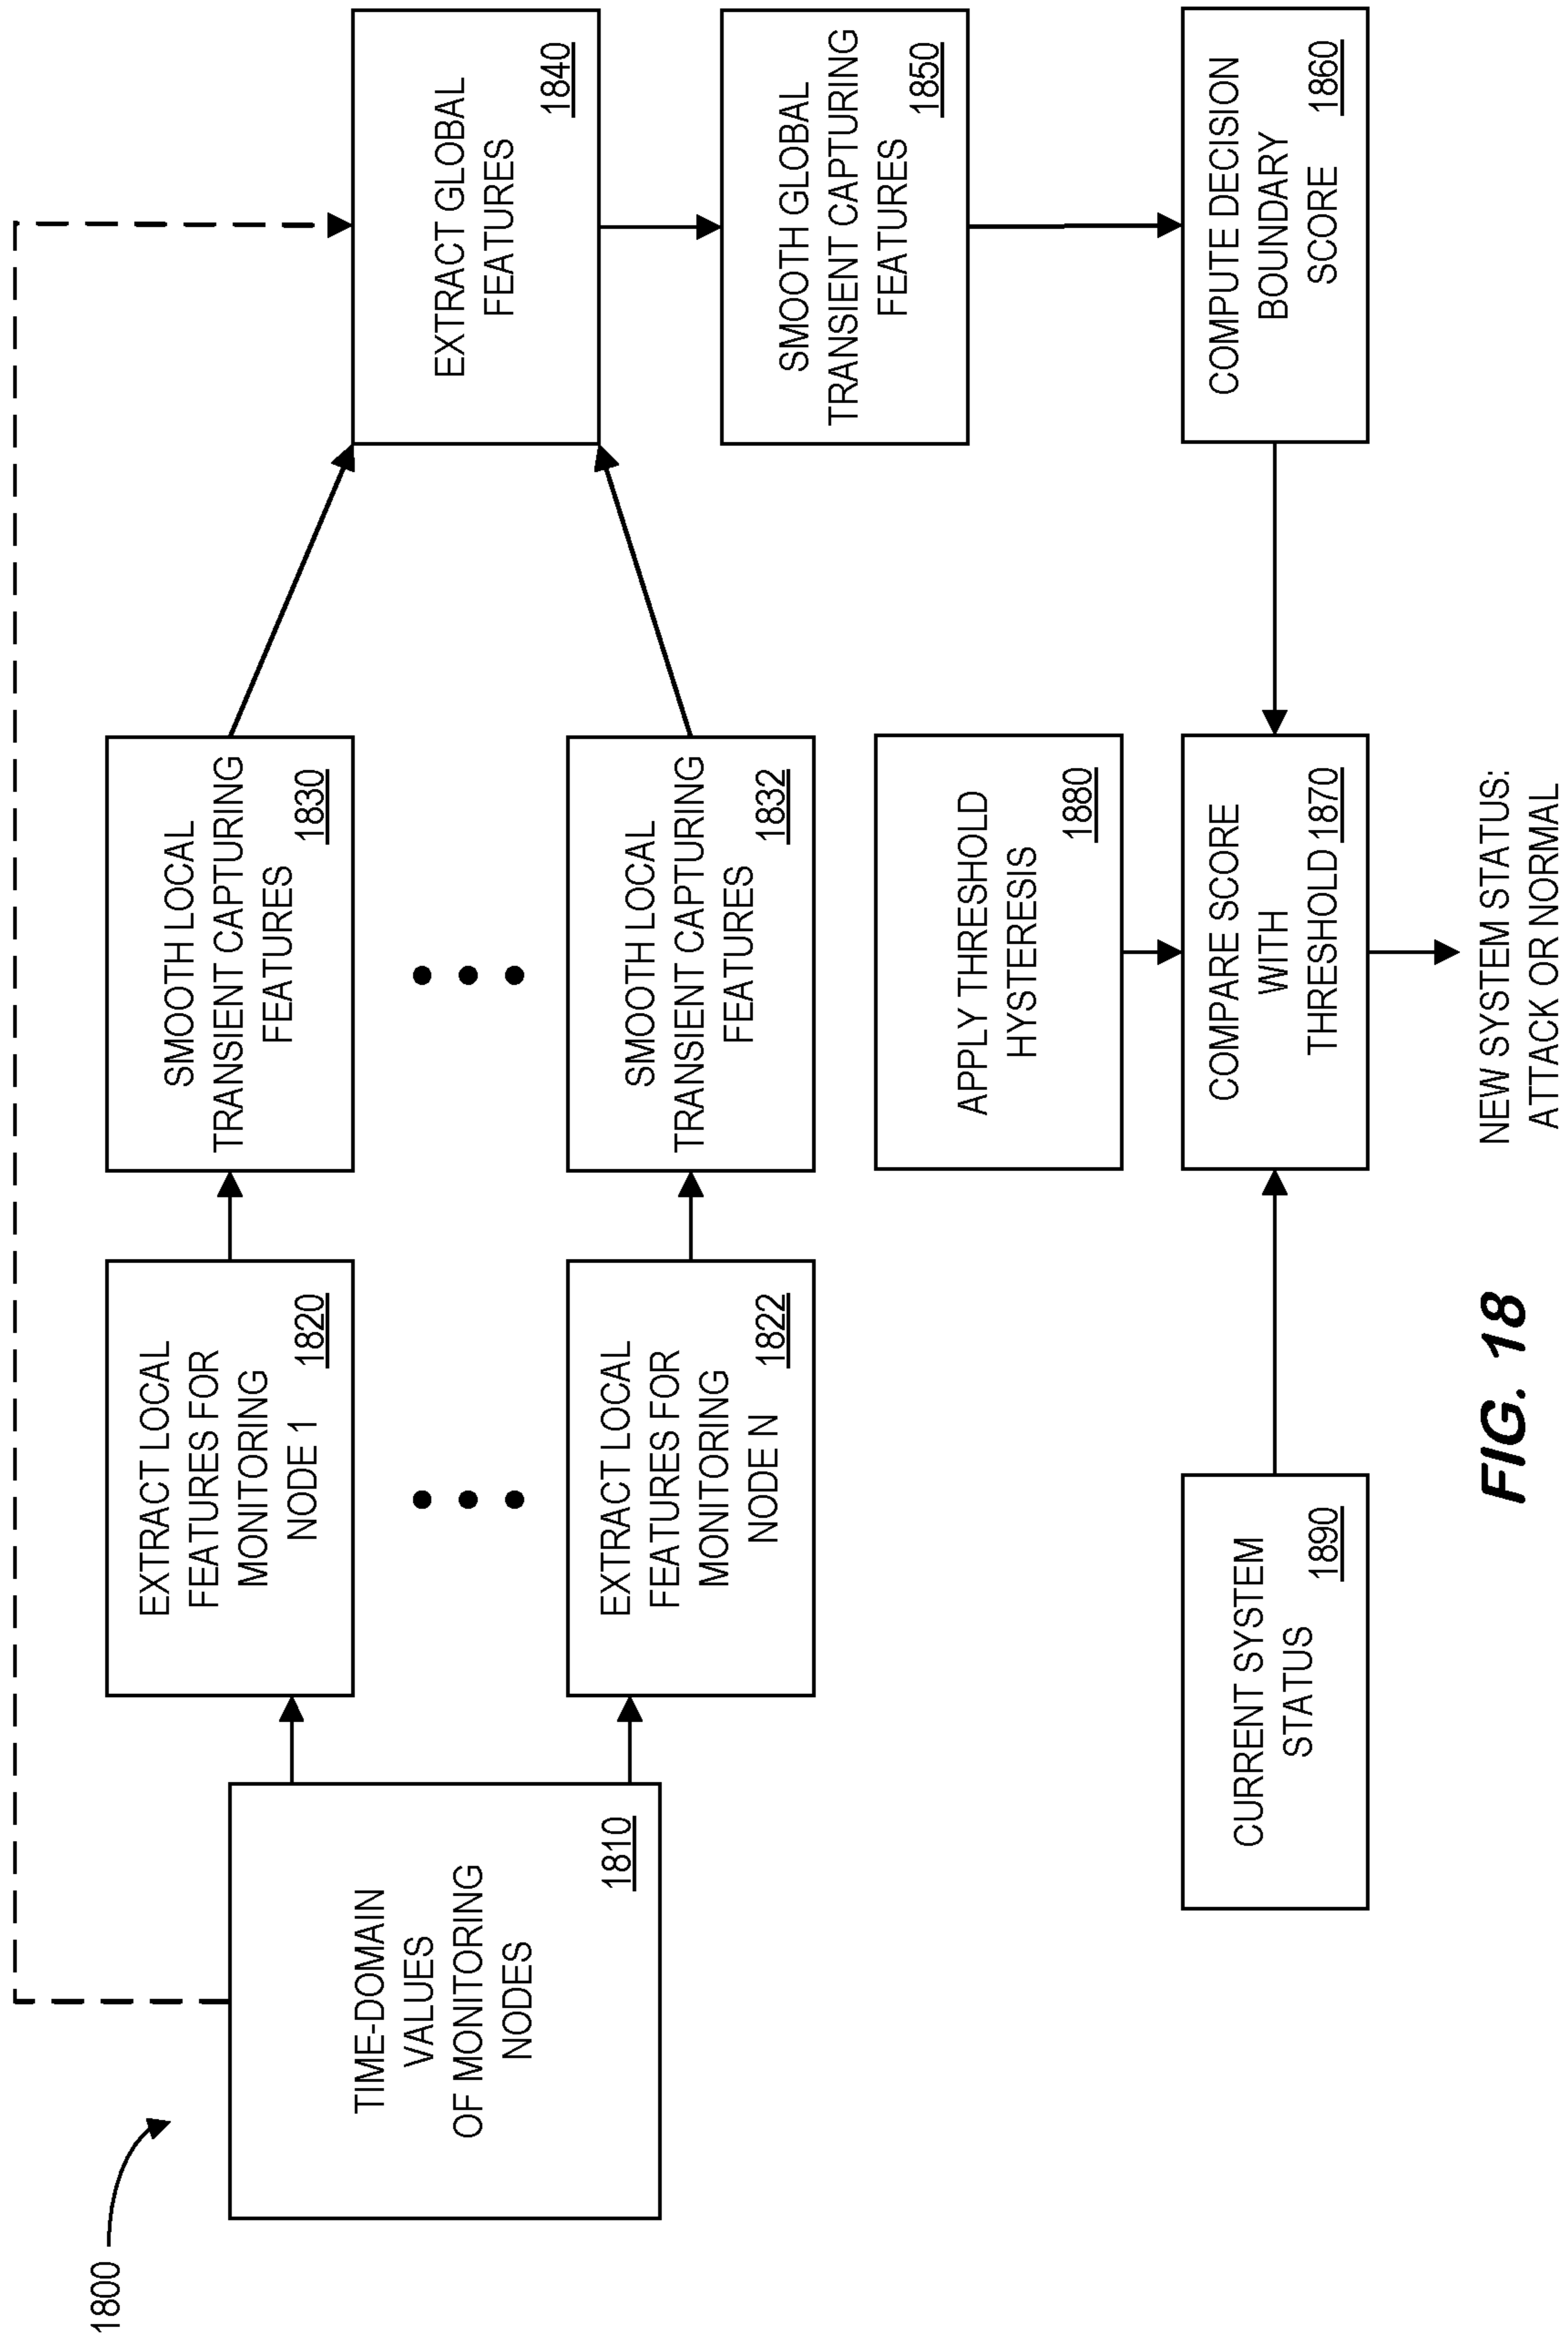 1800
TIME-DOMAIN
VALUES
OF MONITORING
NODES
1810
EXTRACT LOCAL
FEATURES FOR
MONITORING
NODE 1
1820
EXTRACT LOCAL
FEATURES FOR
MONITORING
NODE N
1822
SMOOTH LOCAL
TRANSIENT CAPTURING
FEATURES
1830
SMOOTH LOCAL
TRANSIENT CAPTURING
FEATURES
1832
EXTRACT GLOBAL
FEATURES
1840
SMOOTH GLOBAL
TRANSIENT CAPTURING
FEATURES
1850
COMPUTE DECISION
BOUNDARY
SCORE
1860
APPLY THRESHOLD
HYSTERESIS
1880
COMPARE SCORE
WITH
THRESHOLD 1870
CURRENT SYSTEM
STATUS
1890
NEW SYSTEM STATUS:
ATTACK OR NORMAL
FIG. 18